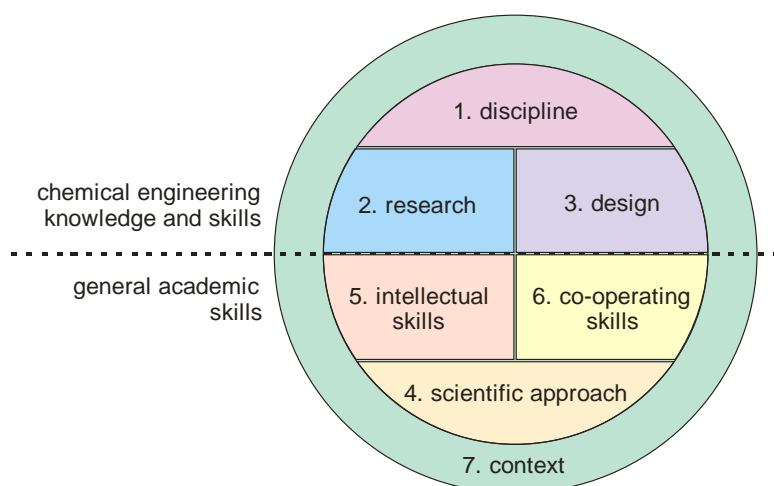 1. discipline
chemical engineering
knowledge and skills
2. research
3. design
general academic
skills
5. intellectual
skills
6. co-operating
skills
4. scientific approach
7. context